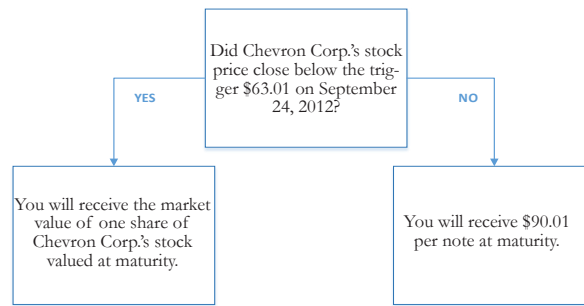 Did Chevron Corp.'s stock
price close below the trig-
ger $63.01 on September
24, 2012?
YES
NO
You will receive the market
value of one share of
Chevron Corp.'s stock
valued at maturity.
You will receive $90.01
per note at maturity.